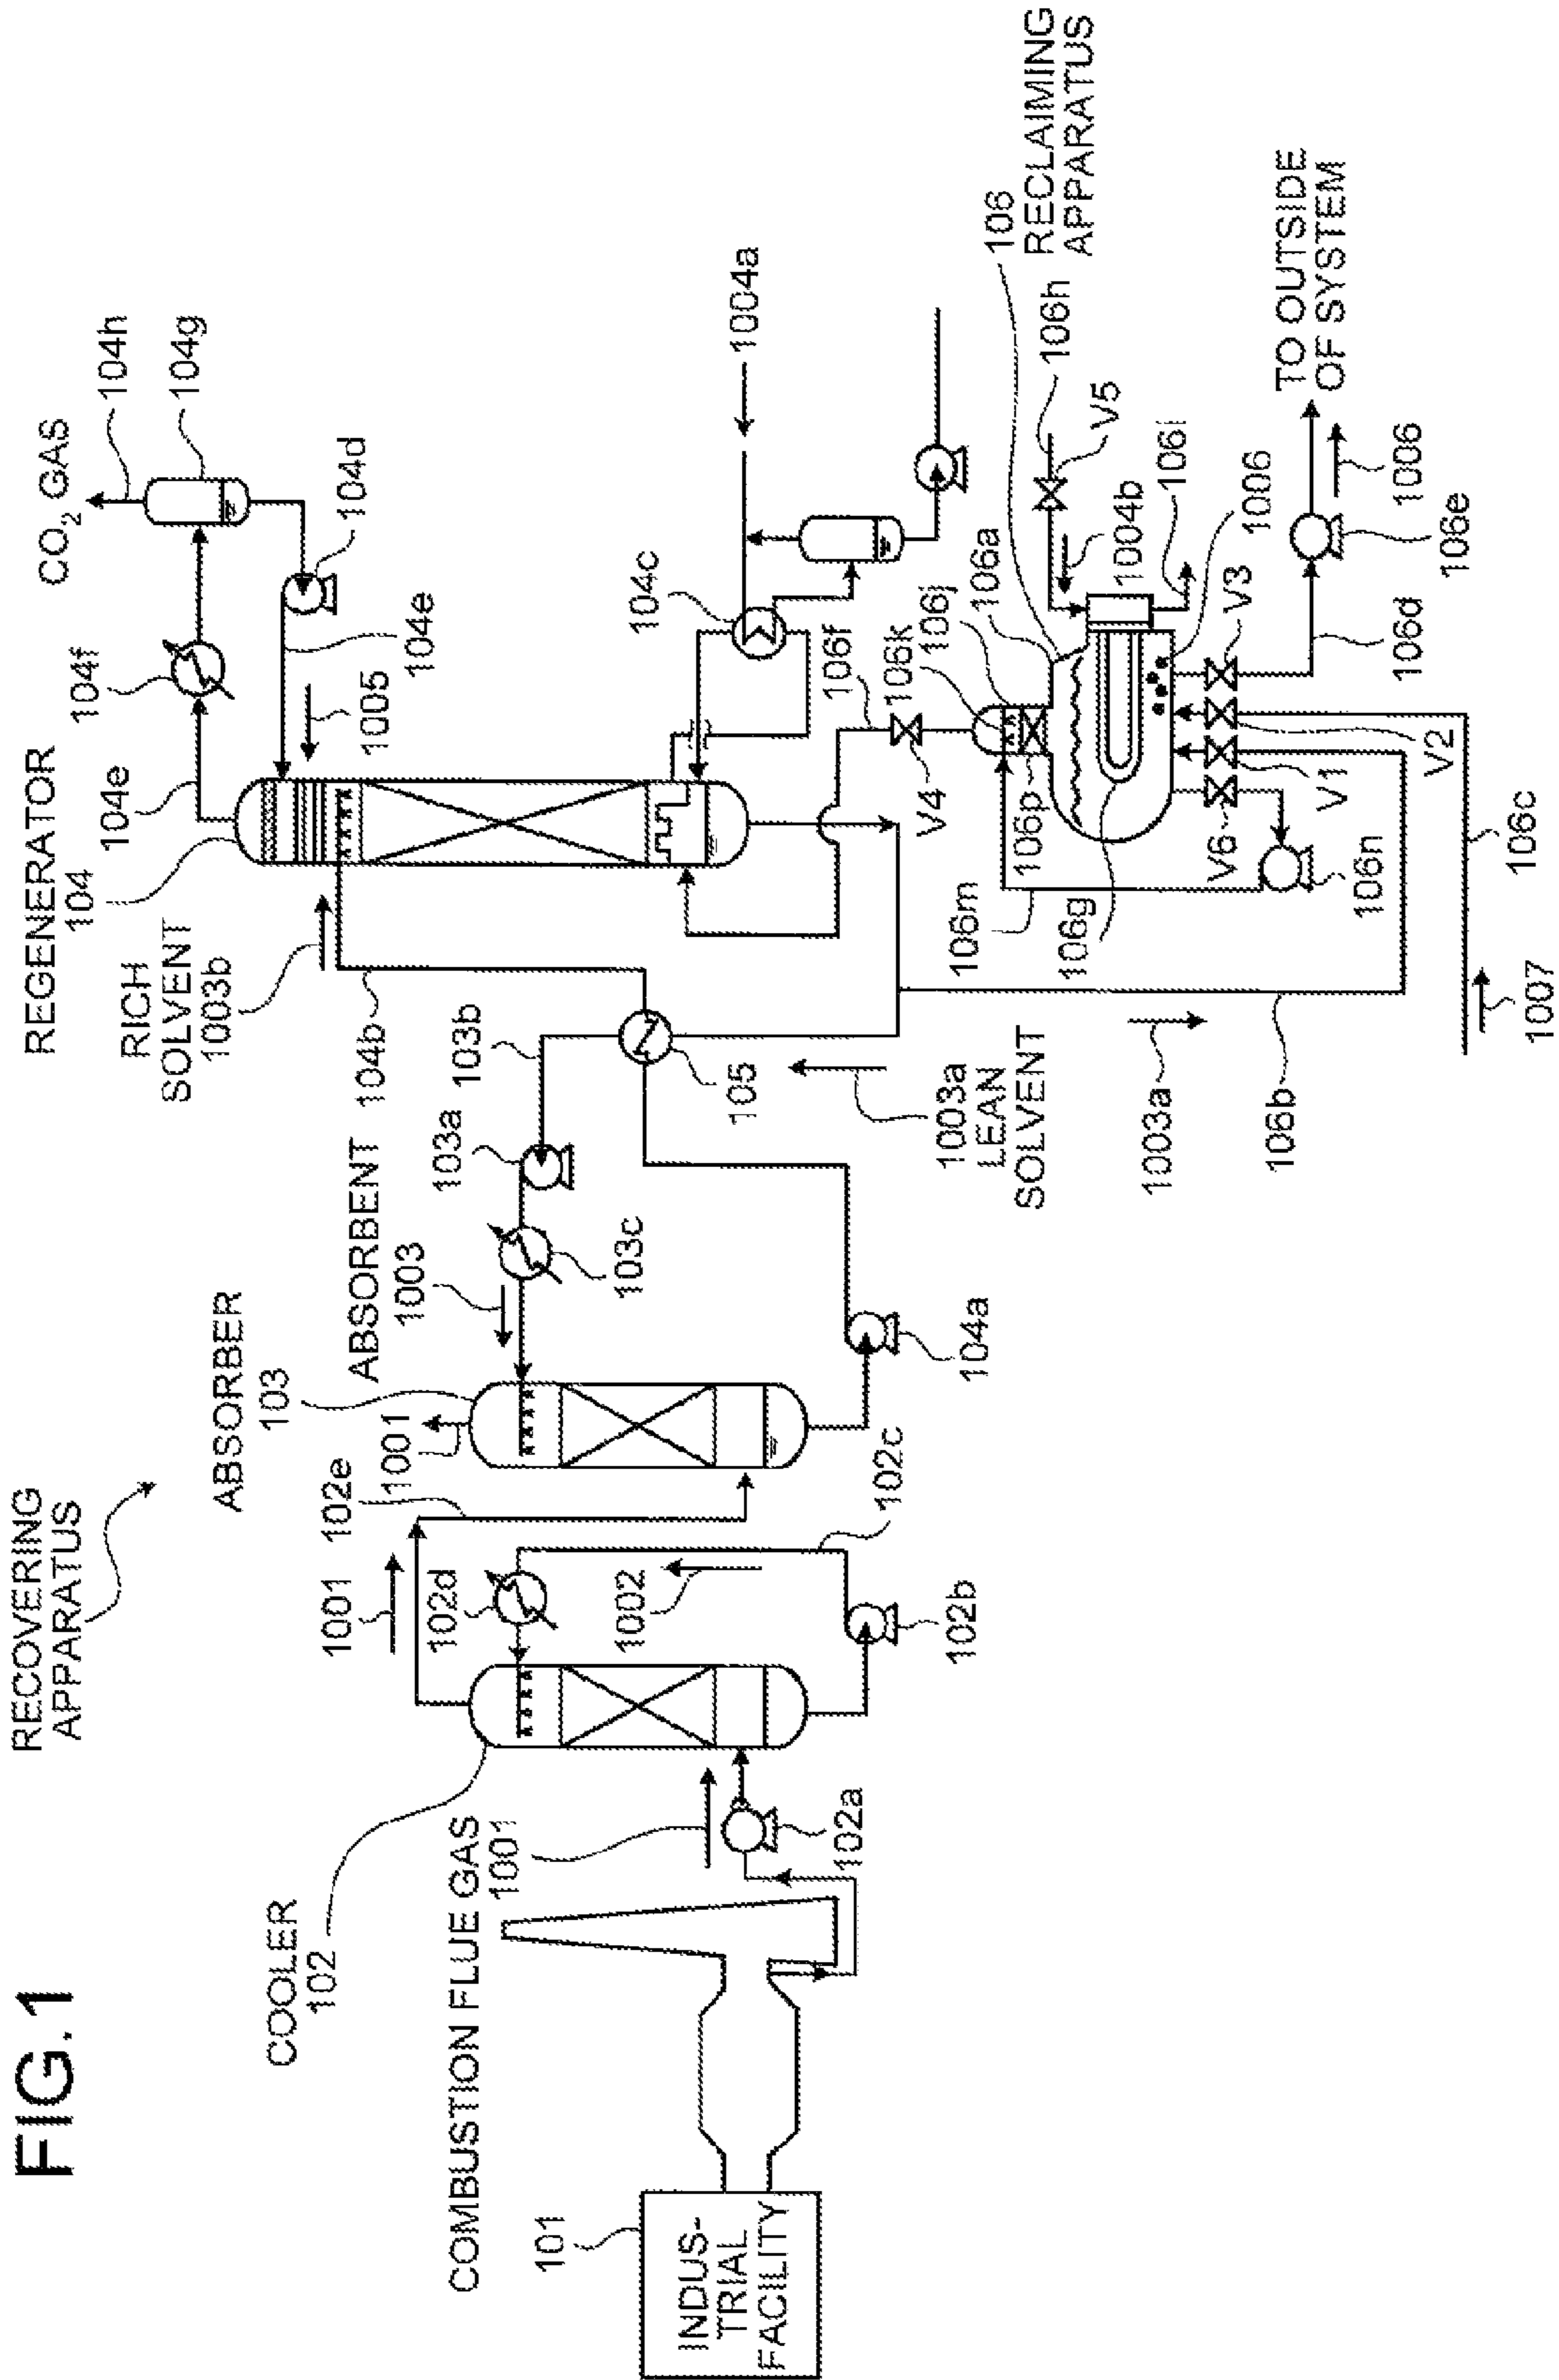 FIG.1
RECOVERING
APPARATUS
COOLER
102
ABSORBER
103
REGENERATOR
104
104e
104f
CO2 GAS
104h
104g
104d
104e
1005
RICH
SOLVENT
1003b
104b
ABSORBENT
1003
103a
103b
103c
1001
102e
1001
102d
1002
102c
102b
COMBUSTION FLUE GAS
1001
102a
101
INDUS-
TRIAL
FACILITY
104a
105
1003a
LEAN
SOLVENT
1003a
106b
104c
1004a
106f
V4
106k
106j
106a
106
RECLAIMING
APPARATUS
106h
V5
1004b
106i
1006
106p
106m
106g
V6
V1
V2
V3
106n
106d
106e
TO OUTSIDE
OF SYSTEM
1006
106c
1007